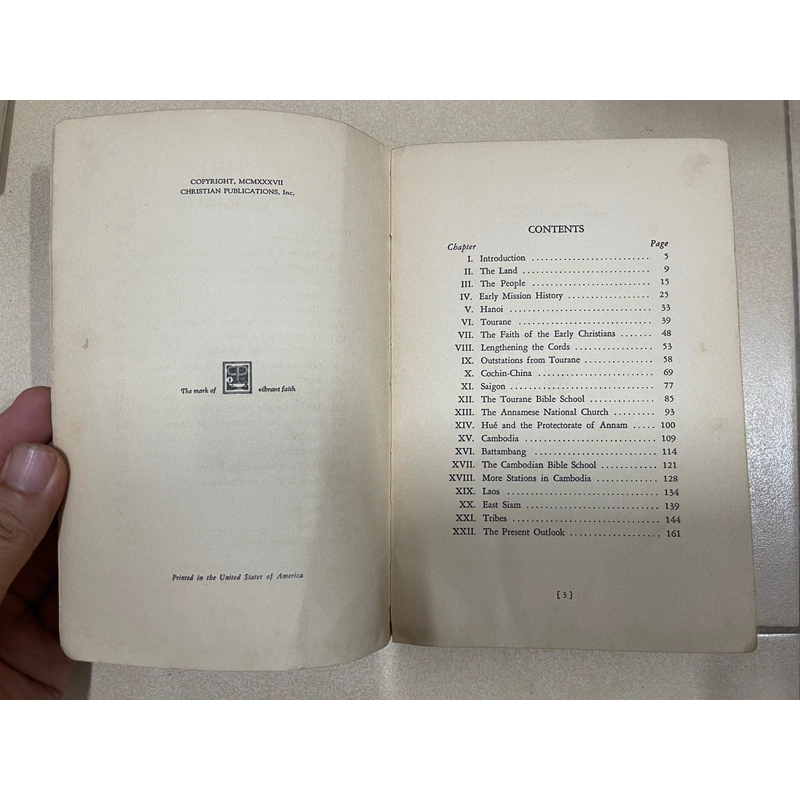 COPYRIGHT, MCMXXXVII
CHRISTIAN PUBLICATIONS, Inc.
The mark of vibrant faith
Printed in the United States of America
CONTENTS
Chapter Page
I. Introduction ........................... 5
II. The Land ............................. 9
III. The People ........................... 15
IV. Early Mission History .................. 25
V. Hanoi ................................ 33
VI. Tourane .............................. 39
VII. The Faith of the Early Christians ........ 48
VIII. Lengthening the Cords ................. 53
IX. Outstations from Tourane .............. 58
X. Cochin-China ......................... 69
XI. Saigon ............................... 77
XII. The Tourane Bible School .............. 85
XIII. The Annamese National Church ......... 93
XIV. Hué and the Protectorate of Annam ..... 100
XV. Cambodia ............................ 109
XVI. Battambang .......................... 114
XVII. The Cambodian Bible School ............ 121
XVIII. More Stations in Cambodia ............. 128
XIX. Laos ................................ 134
XX. East Siam ............................ 139
XXI. Tribes ............................... 144
XXII. The Present Outlook ................... 161
[3]